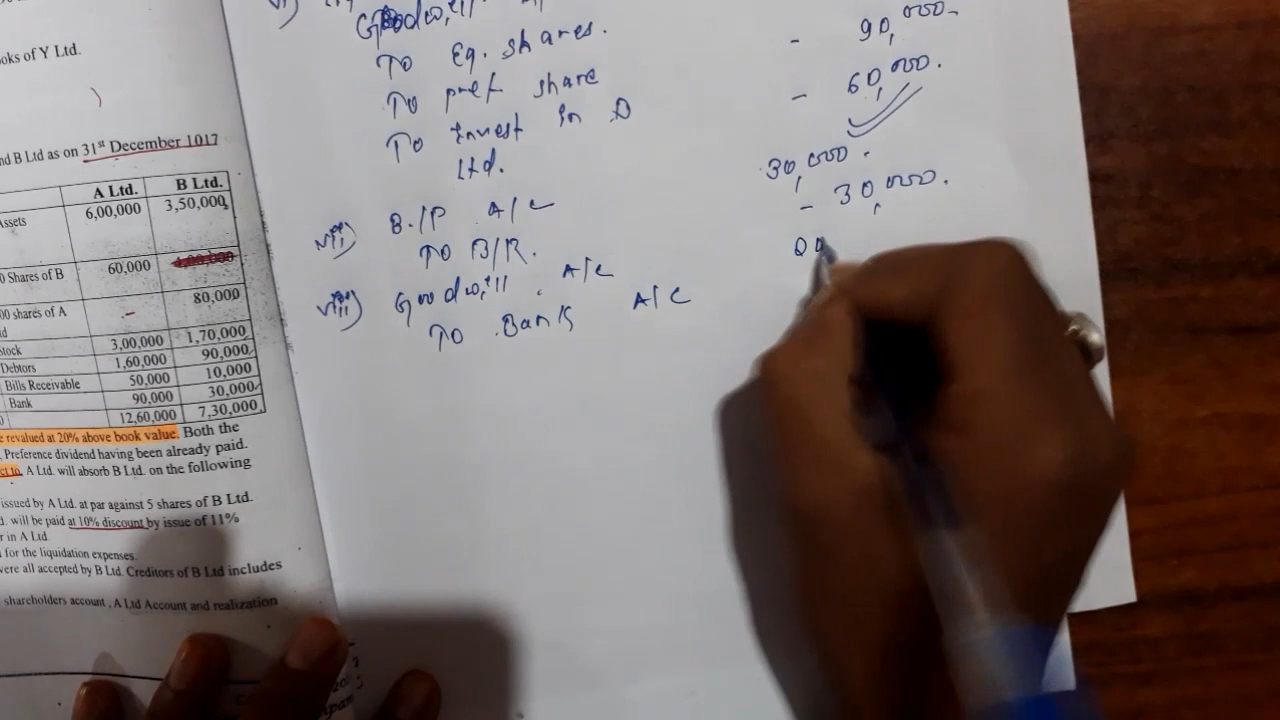 oks of Y Ltd.
nd B Ltd as on 31st December 1017
A Ltd. B Ltd.
Assets 6,00,000 3,50,000
0 Shares of B 60,000
00 shares of A - 80,000
Stock 3,00,000 1,70,000
Debtors 1,60,000 90,000
Bills Receivable 50,000 10,000
Bank 90,000 30,000
12,60,000 7,30,000
e revalued at 20% above book value. Both the
. Preference dividend having been already paid.
ct to. A Ltd. will absorb B Ltd. on the following
issued by A Ltd. at par against 5 shares of B Ltd.
d. will be paid at 10% discount by issue of 11%
r in A Ltd.
for the liquidation expenses.
were all accepted by B Ltd. Creditors of B Ltd includes
shareholders account, A Ltd Account and realization
Goodwill
To Eq. shares. - 90,000-
To pref share - 60,000.
To Invest in D
Ltd.
vii) B/P A/c 30,000.
To B/R. - 30,000.
viii) Goodwill A/c
To Bank A/c